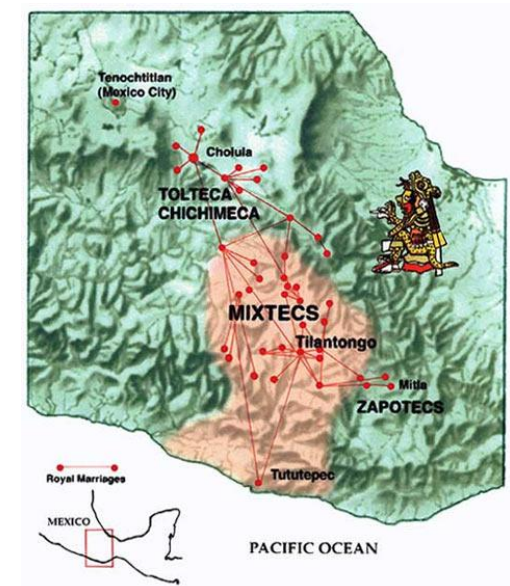 Tenochtitlan
(Mexico City)
Cholula
TOLTECA
CHICHIMECA
MIXTECS
Tilantongo
Mitla
ZAPOTECS
Tututepec
Royal Marriages
MEXICO
PACIFIC OCEAN